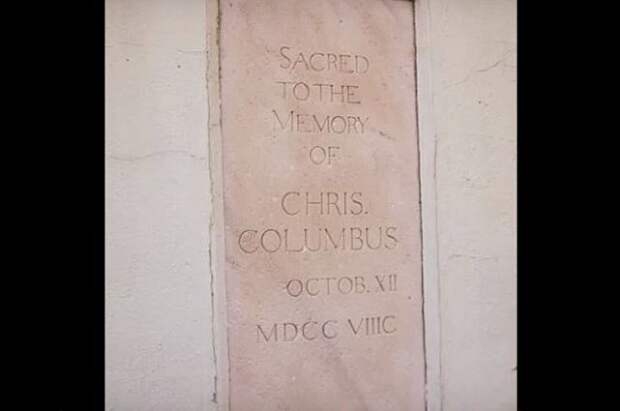 SACRED
TO THE
MEMORY
OF
CHRIS.
COLUMBUS
OCTOB. XII
MDCC VIIIC